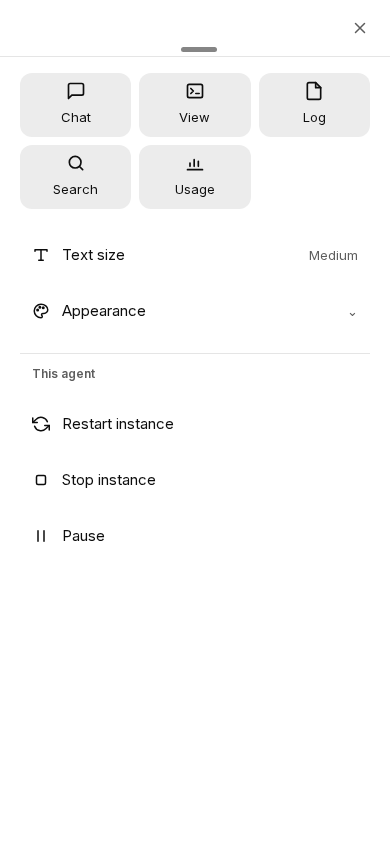 Chat
View
Log
Search
Usage
Text size
Medium
Appearance
This agent
Restart instance
Stop instance
Pause